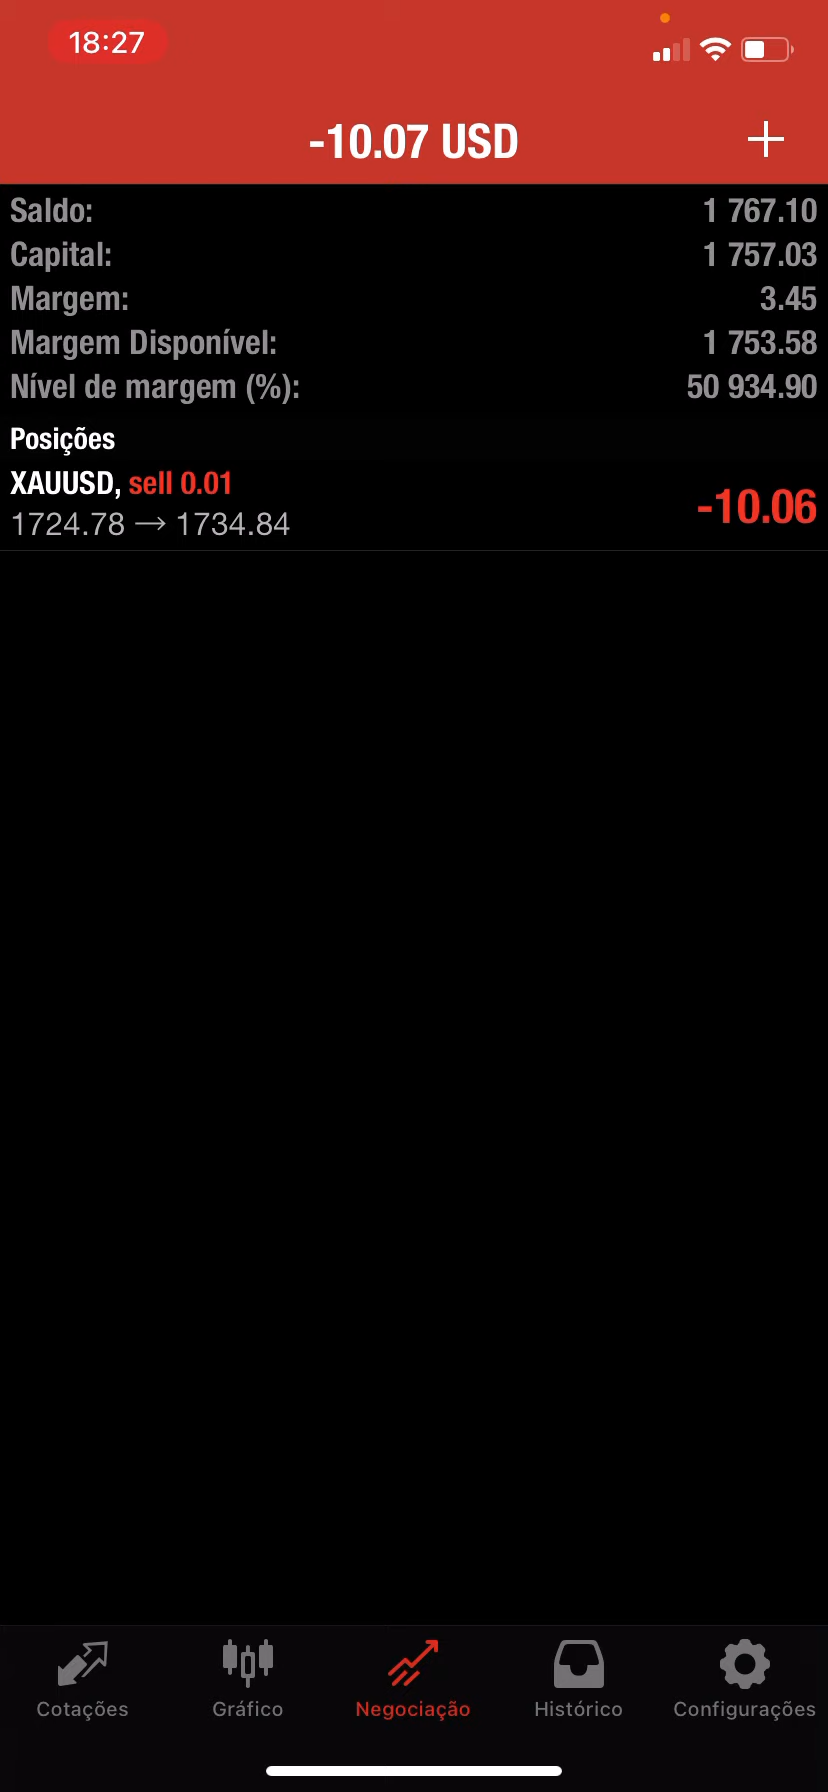 18:27
-10.07 USD
Saldo: 1 767.10
Capital: 1 757.03
Margem: 3.45
Margem Disponível: 1 753.58
Nível de margem (%): 50 934.90
Posições
XAUUSD, sell 0.01
-10.06
1724.78 → 1734.84
Cotações Gráfico Negociação Histórico Configurações